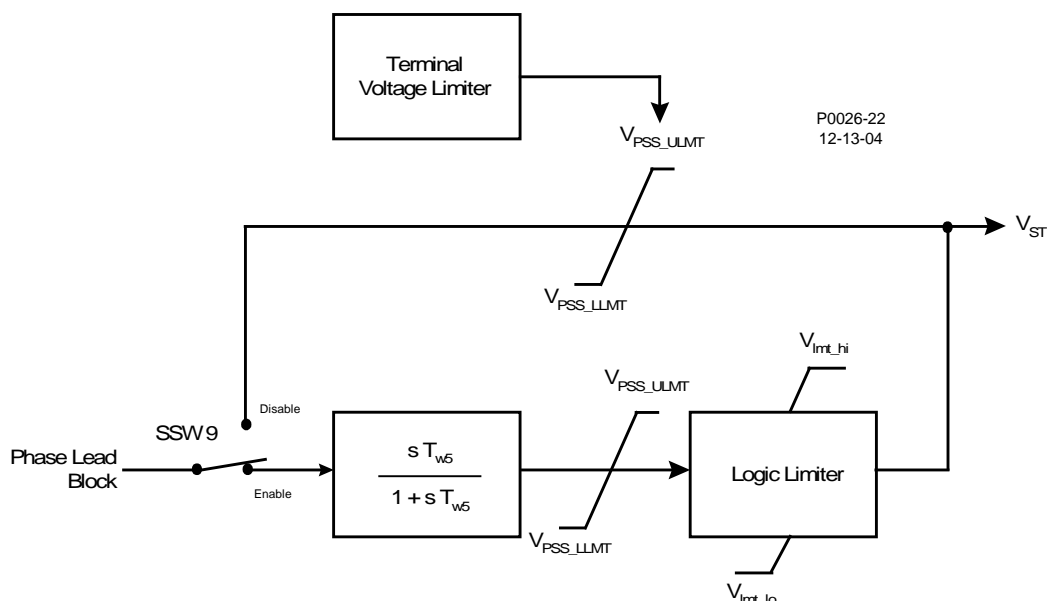 Terminal
Voltage Limiter
P0026-22
12-13-04
VPSS_ULMT
VST
VPSS_LLMT
Vlmt_hi
VPSS_ULMT
Disable
SSW 9
Phase Lead
Block
Enable
s Tw5
1 + s Tw5
Logic Limiter
VPSS_LLMT
Vlmt_lo